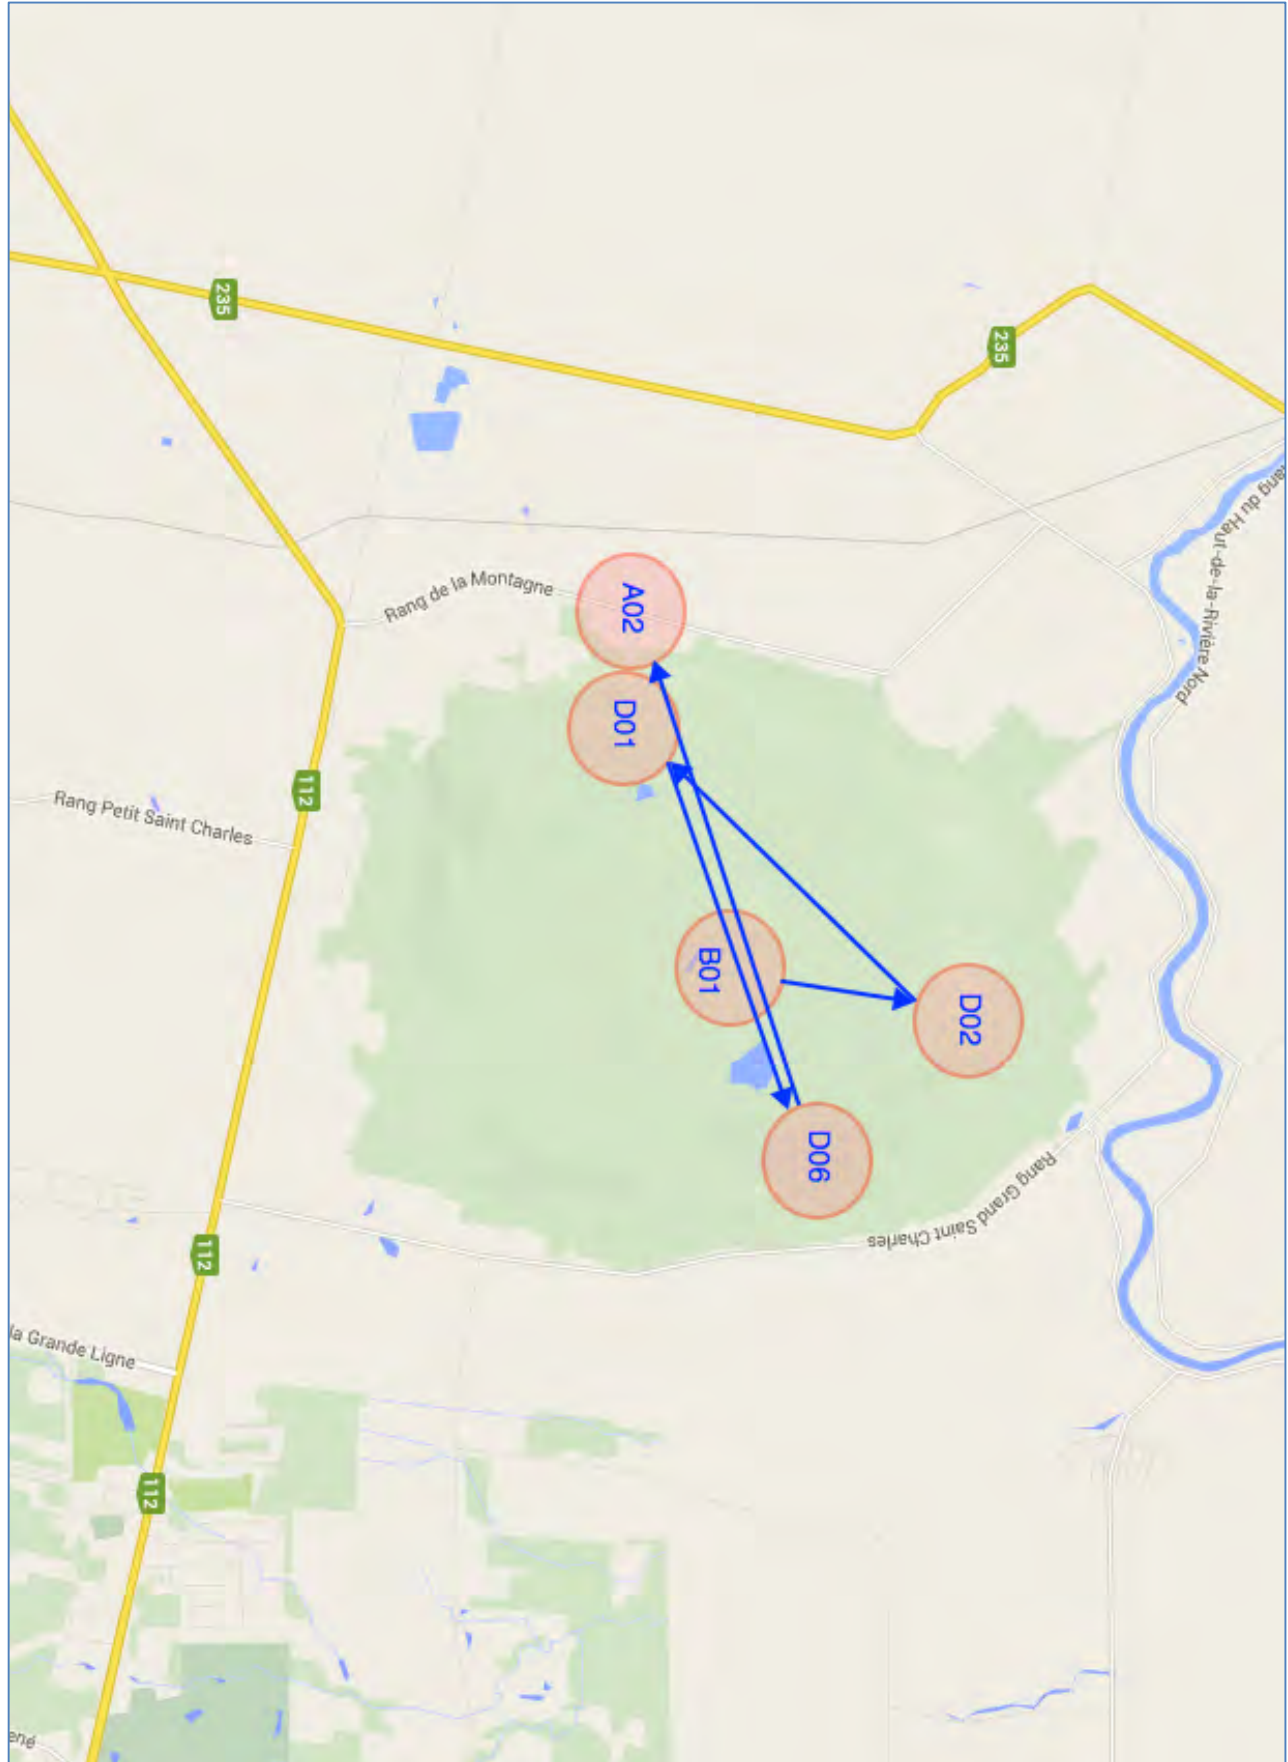 235
235
Rang du Haut-de-la-Rivière Nord
Rang de la Montagne
A02
D01
112
Rang Petit Saint Charles
B01
D02
D06
Rang Grand Saint Charles
112
la Grande Ligne
112
ené